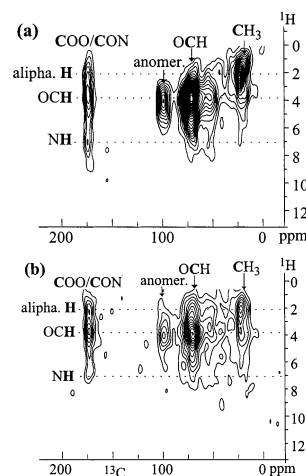 (a)
COO/CON
OCH
CH3
anomer.
1H
alipha. H
OCH
NH
0
2
4
6
8
10
12
200
100
0
ppm
(b)
COO/CON
OCH
CH3
anomer.
1H
alipha. H
OCH
NH
0
2
4
6
8
10
12
200
13C
100
0 ppm